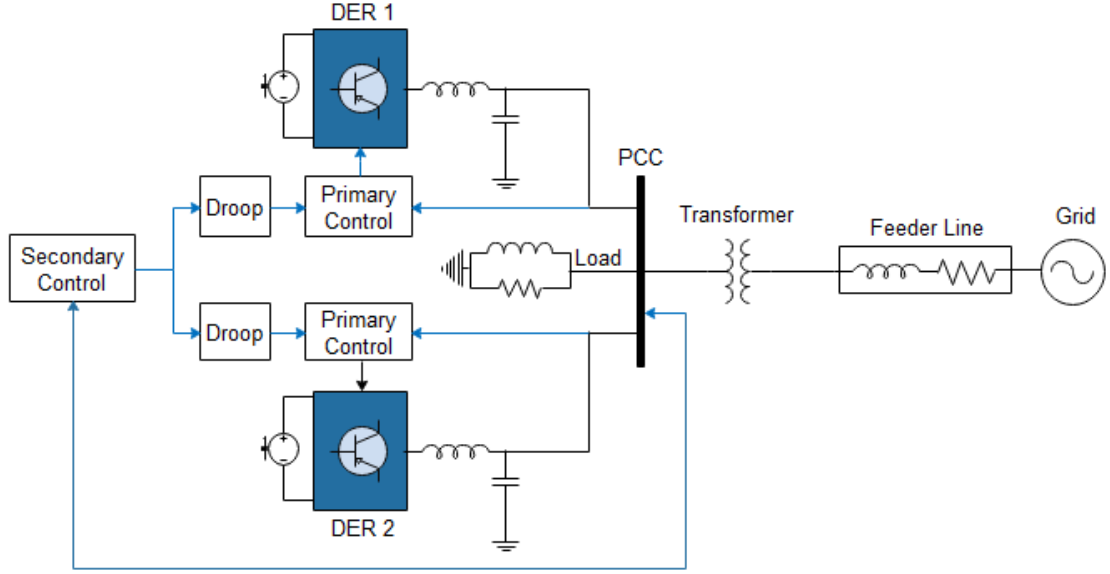 DER 1
PCC
Droop
Primary
Control
Transformer
Feeder Line
Grid
Secondary
Control
Load
Droop
Primary
Control
DER 2